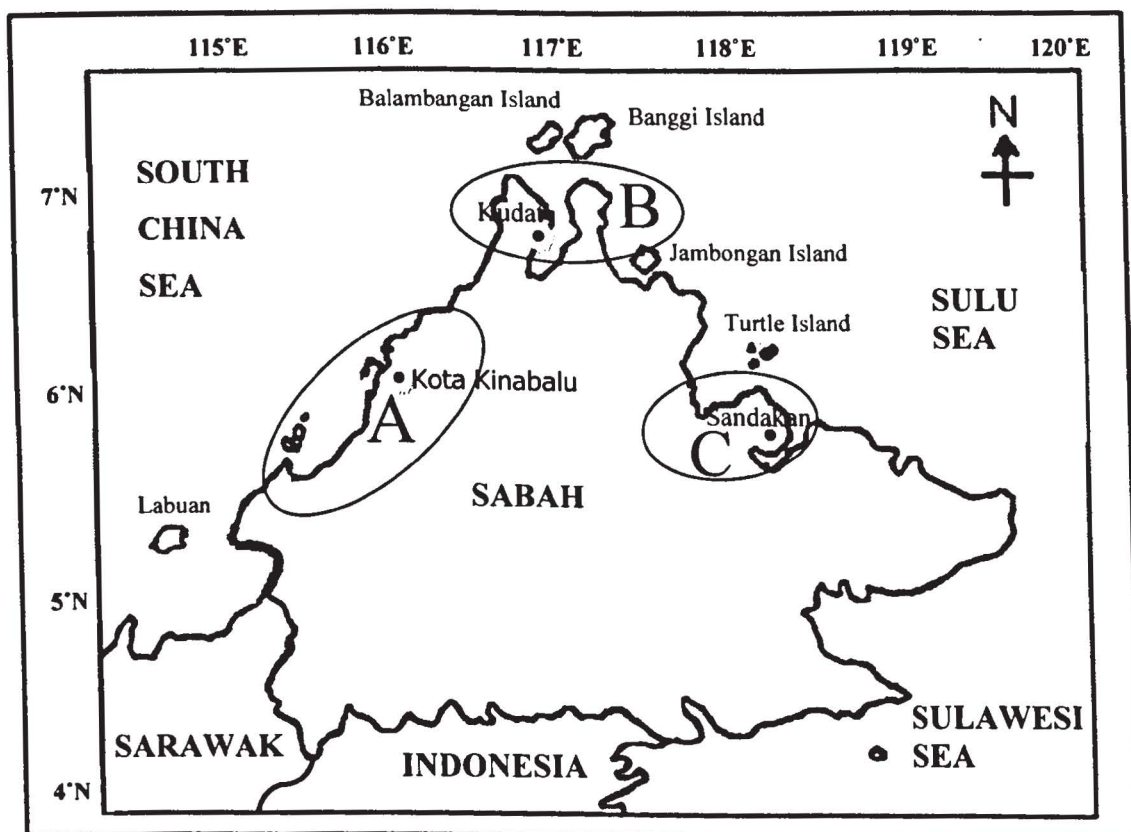 115°E 116°E 117°E 118°E 119°E 120°E
Balambangan Island
Banggi Island
N
SOUTH
CHINA
SEA
7°N
Kudat
B
Jambongan Island
SULU
SEA
Turtle Island
6°N
Kota Kinabalu
A
Sandakan
C
SABAH
Labuan
5°N
SULAWESI
SEA
SARAWAK
INDONESIA
4°N